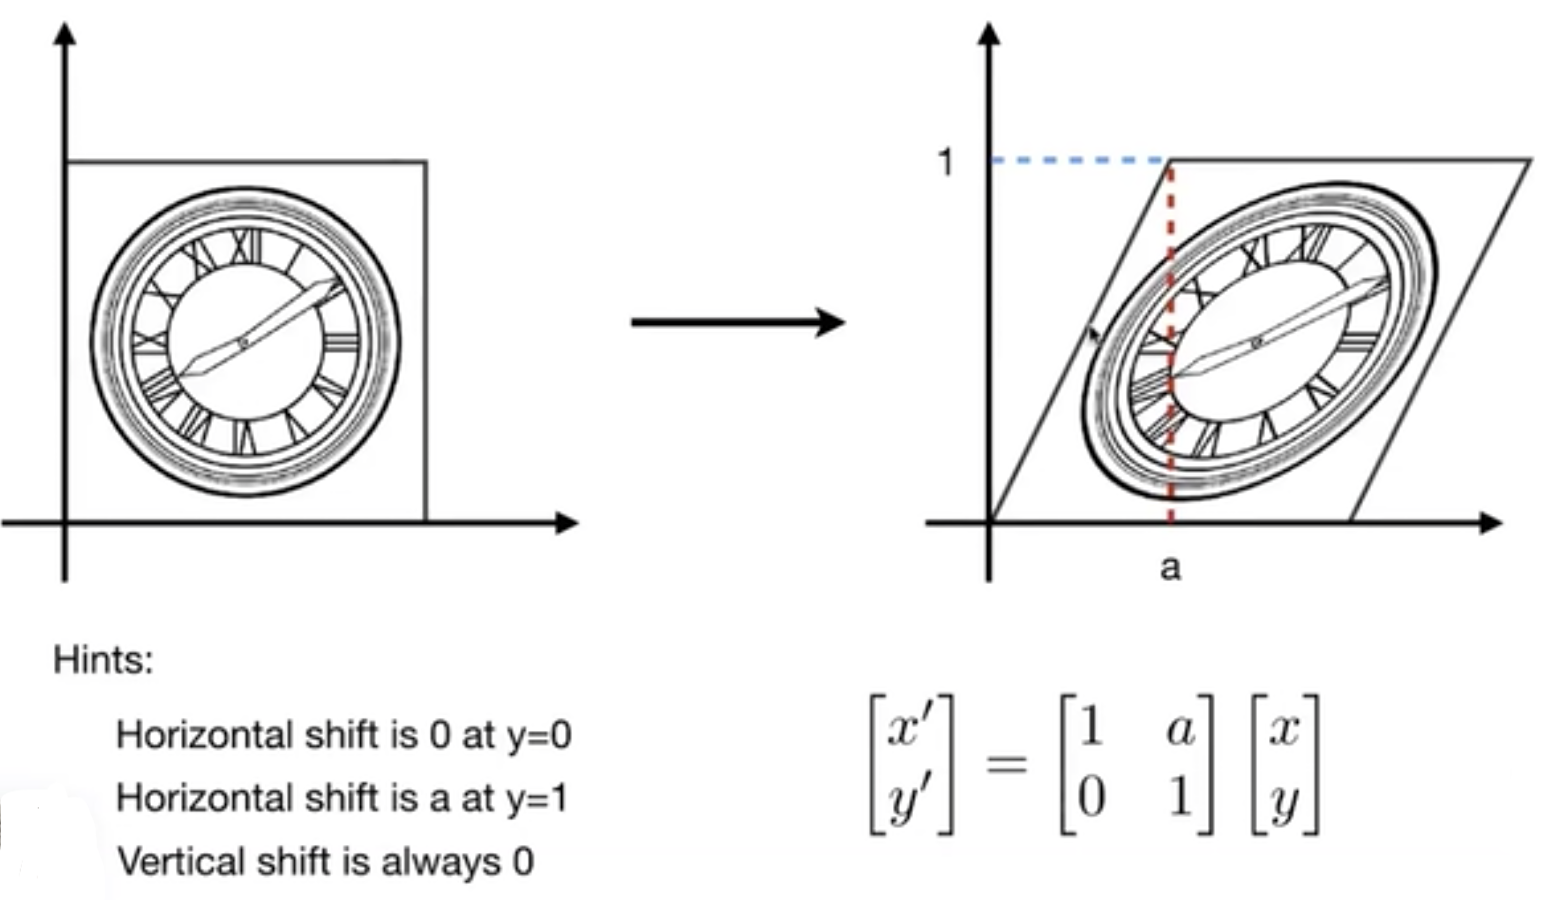 1
a
Hints:
Horizontal shift is 0 at y=0
Horizontal shift is a at y=1
Vertical shift is always 0
[x′ y′] = [1 a 0 1] [x y]